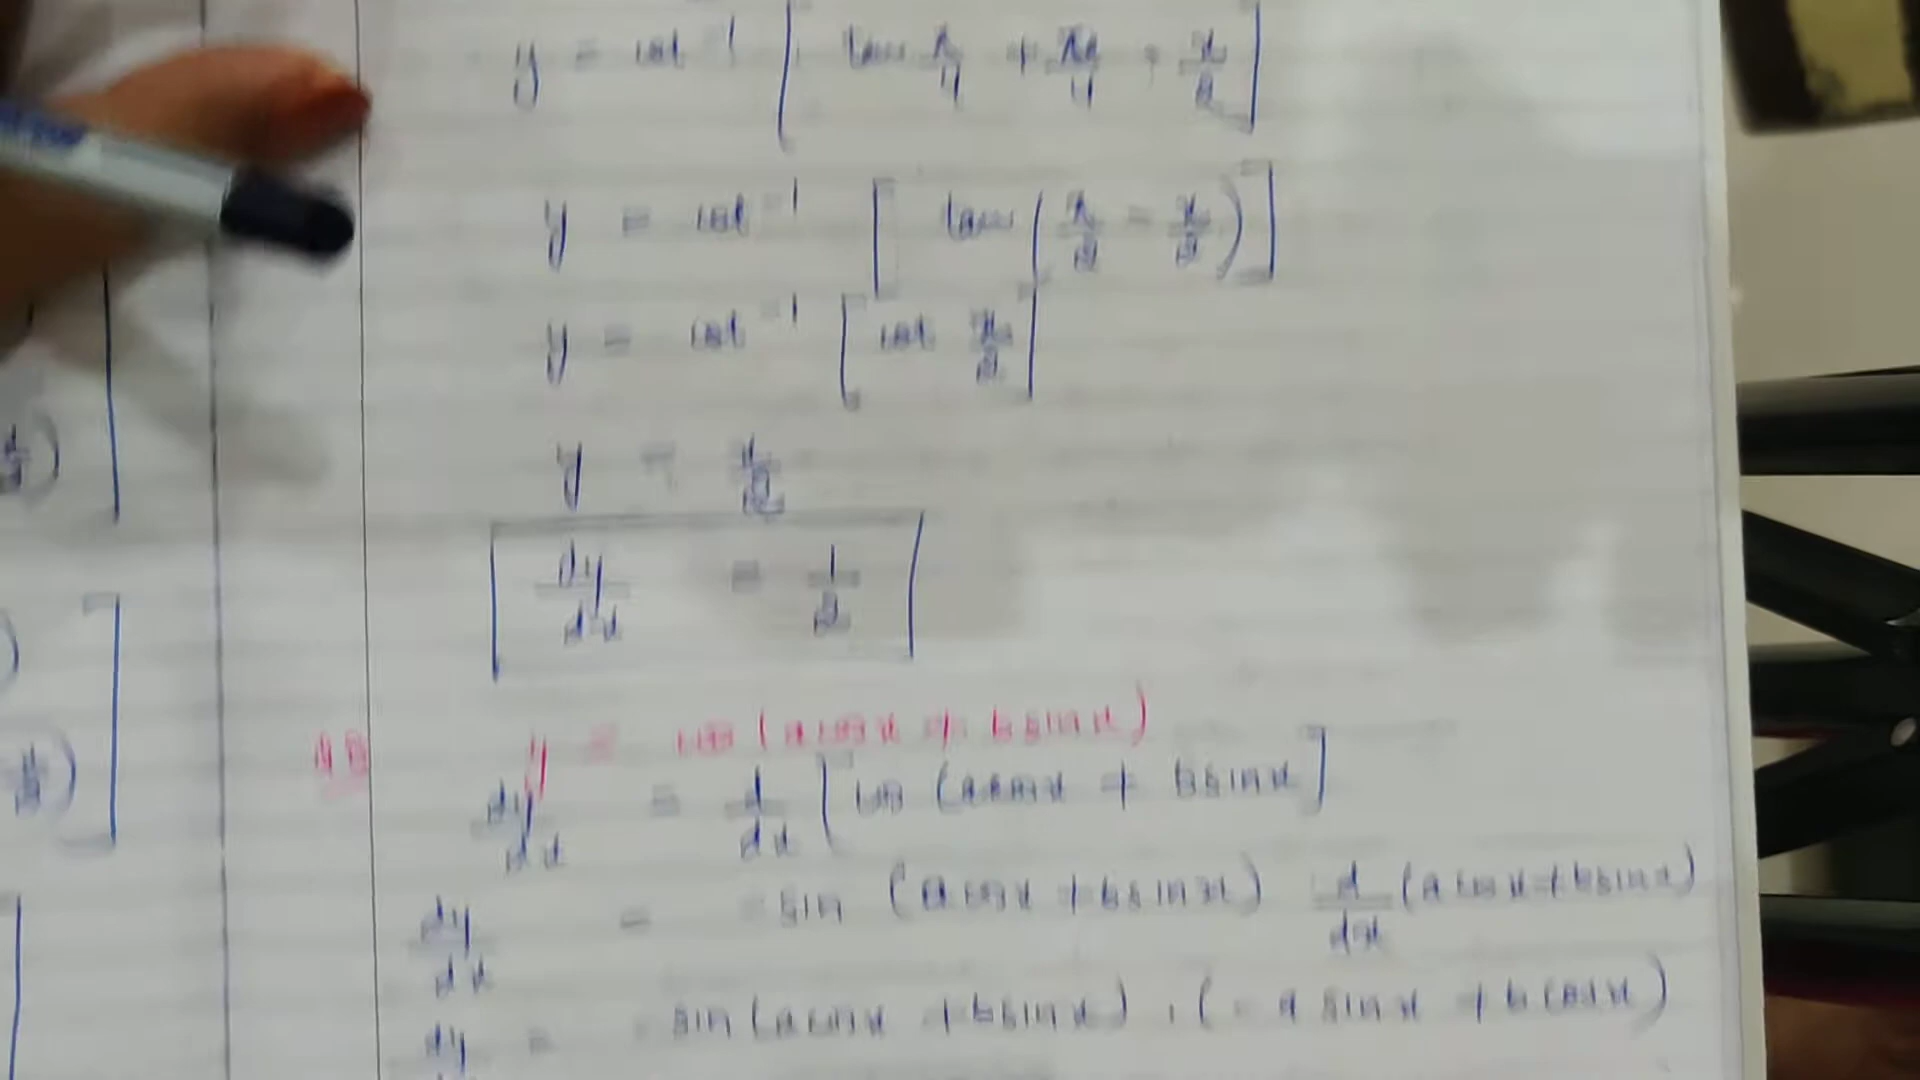 y = cot⁻¹ [ tan π/4 + π/4 - x/2 ]
y = cot⁻¹ [ tan ( π/2 - x/2 ) ]
y = cot⁻¹ [ cot x/2 ]
y = x/2
dy/dx = 1/2
y = cos (a cos x + b sin x)
dy/dx = d/dx [ cos (a cos x + b sin x ]
dy/dx = - sin (a cos x + b sin x) d/dx (a cos x + b sin x)
dy = - sin (a cos x + b sin x) . (- a sin x + b cos x)